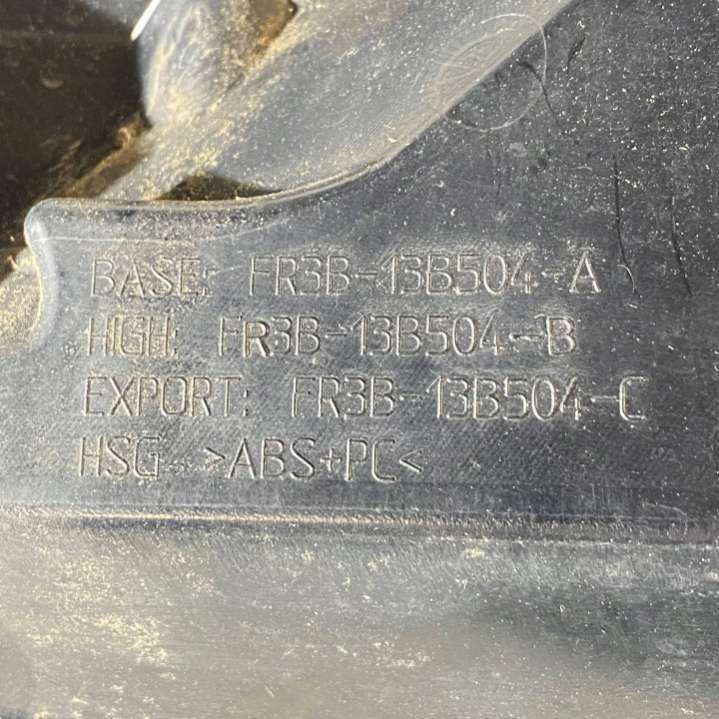 BASE: FR3B-13B504-A
HIGH: FR3B-13B504-B
EXPORT: FR3B-13B504-C
HSG >ABS+PC<